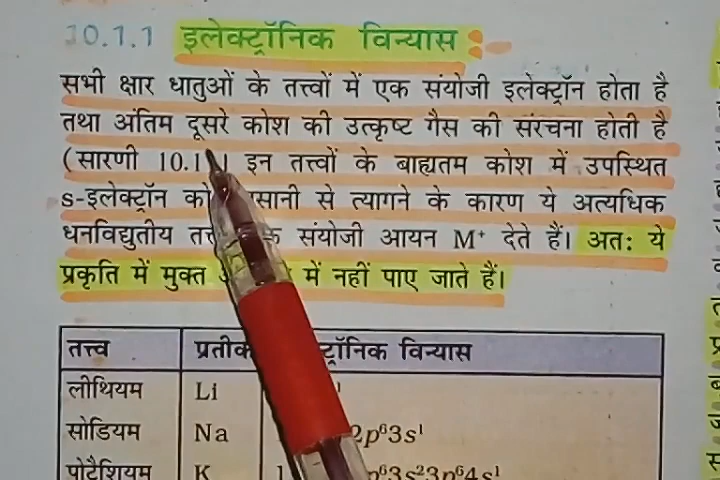 10.1.1 इलेक्ट्रॉनिक विन्यास
सभी क्षार धातुओं के तत्त्वों में एक संयोजी इलेक्ट्रॉन होता है
तथा अंतिम दूसरे कोश की उत्कृष्ट गैस की संरचना होती है
(सारणी 10.1) इन तत्त्वों के बाह्यतम कोश में उपस्थित
s-इलेक्ट्रॉन को से त्यागने के कारण ये अत्यधिक
धनविद्युतीय संयोजी आयन M⁺ देते हैं। अतः ये
प्रकृति में मुक्त में नहीं पाए जाते हैं।
तत्त्व प्रतीक विन्यास
लीथियम Li
सोडियम Na 2p⁶3s¹
पोटैशियम K 3s²3p⁶4s¹